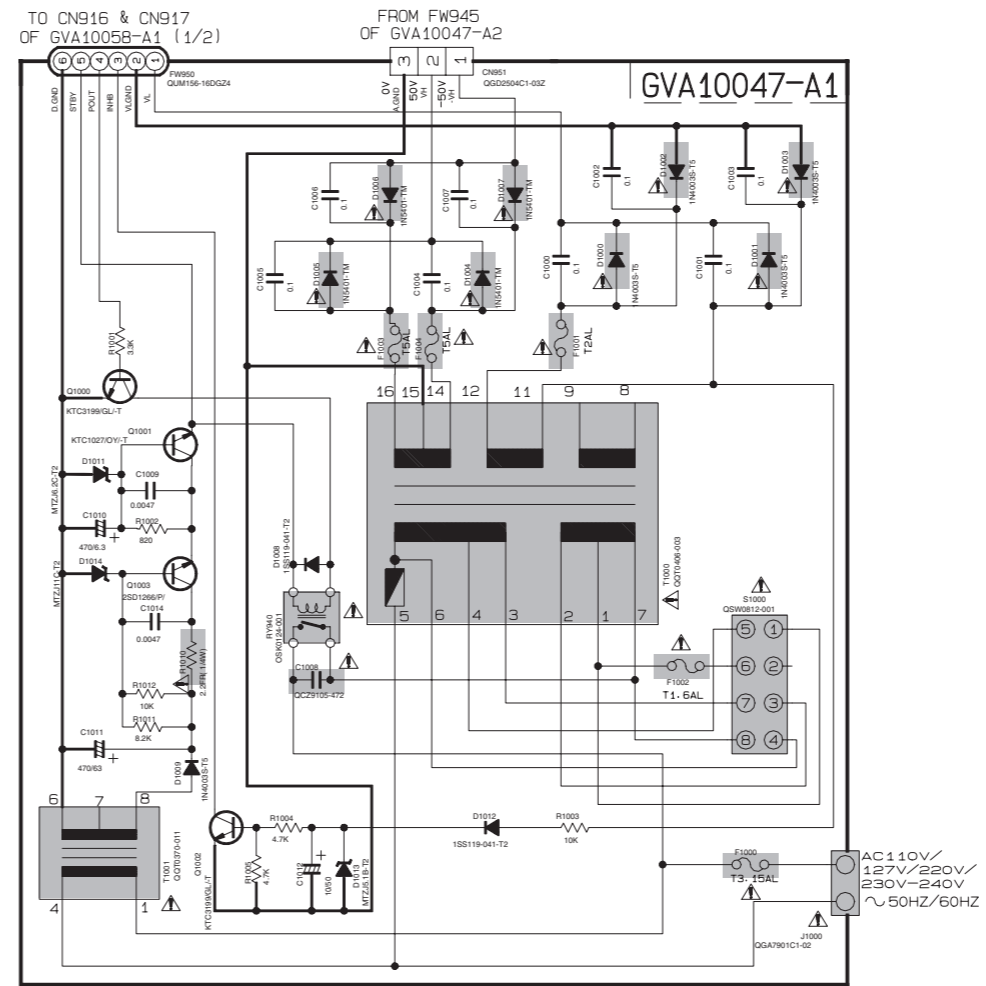 TO CN916 & CN917
OF GVA10058-A1 (1/2)
FROM FW945
OF GVA10047-A2
GVA10047-A1
6 5 4 3 2 1
FW950
QUM156-16DGZ4
D.GND
STBY
POUT
INHB
VLGND
VL
3 2 1
CN951
QGD2504C1-03Z
0V
A.GND
50V
VH
-50V
-VH
C1006
0.1
D1006
1N5401-TM
C1007
0.1
D1007
1N5401-TM
C1002
0.1
D1002
1N4003S-T5
C1003
0.1
D1003
1N4003S-T5
C1005
0.1
D1005
1N5401-TM
C1004
0.1
D1004
1N5401-TM
C1000
0.1
D1000
1N4003S-T5
C1001
0.1
D1001
1N4003S-T5
F1003
T5AL
F1004
T5AL
F1001
T2AL
R1001
3.3K
Q1000
KTC3199/GL/-T
16 15 14 12 11 9 8
KTC1027/OY/-T
Q1001
D1011
MTZJ6.2C-T2
C1009
0.0047
C1010
470/6.3
+
R1002
820
D1014
MTZJ11C-T2
Q1003
2SD1266/P/
C1014
0.0047
R1010
2.2FR( 1/4W)
R1012
10K
R1011
8.2K
C1011
470/63
+
D1009
1N4003S-T5
D1008
1SS119-041-T2
RY940
OSK0124-001
C1008
QCZ9105-472
T1000
QQT0406-003
5 6 4 3 2 1 7
S1000
QSW0812-001
5 1
6 2
7 3
8 4
F1002
T1.6AL
6 7 8
T1001
QQT0370-011
4 1
Q1002
KTC3199/GL/-T
R1004
4.7K
R1005
4.7K
C1012
10/50
+
D1013
MTZJ5.1B-T2
D1012
1SS119-041-T2
R1003
10K
F1000
T3.15AL
AC110V/
127V/220V/
230V-240V
～50HZ/60HZ
J1000
QGA7901C1-02